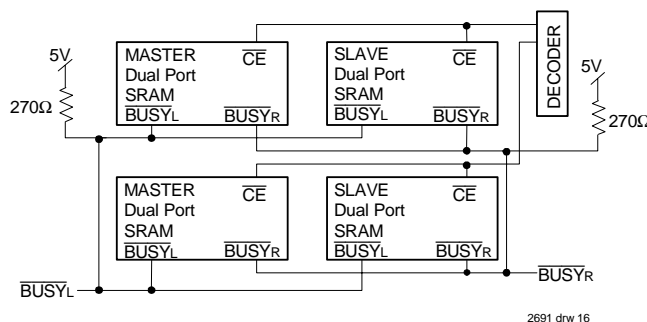 MASTER
Dual Port
SRAM
CE
BUSYL
BUSYR
SLAVE
Dual Port
SRAM
CE
BUSYL
BUSYR
DECODER
5V
270Ω
5V
270Ω
MASTER
Dual Port
SRAM
CE
BUSYL
BUSYR
SLAVE
Dual Port
SRAM
CE
BUSYL
BUSYR
BUSYL
BUSYR
2691 drw 16